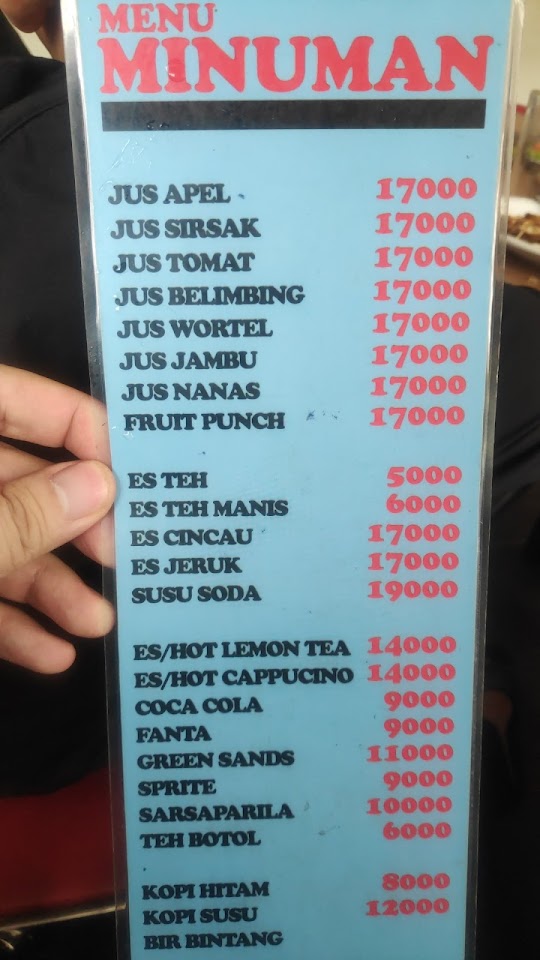 MENU
MINUMAN
JUS APEL 17000
JUS SIRSAK 17000
JUS TOMAT 17000
JUS BELIMBING 17000
JUS WORTEL 17000
JUS JAMBU 17000
JUS NANAS 17000
FRUIT PUNCH 17000
ES TEH 5000
ES TEH MANIS 6000
ES CINCAU 17000
ES JERUK 17000
SUSU SODA 19000
ES/HOT LEMON TEA 14000
ES/HOT CAPPUCINO 14000
COCA COLA 9000
FANTA 9000
GREEN SANDS 11000
SPRITE 9000
SARSAPARILA 10000
TEH BOTOL 6000
KOPI HITAM 8000
KOPI SUSU 12000
BIR BINTANG